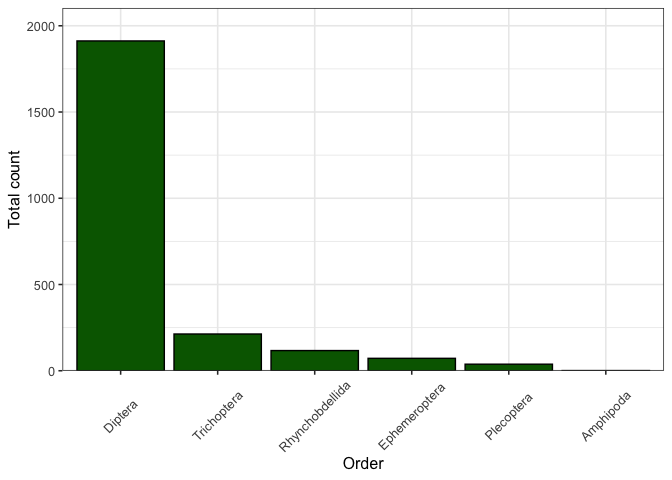 2000
1500
1000
500
0
Total count
Diptera
Trichoptera
Rhynchobdellida
Ephemeroptera
Plecoptera
Amphipoda
Order